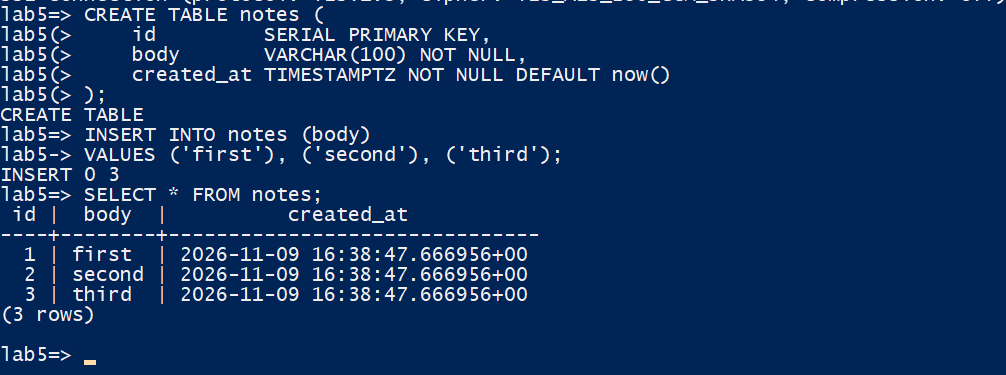 lab5=> CREATE TABLE notes (
lab5(>     id         SERIAL PRIMARY KEY,
lab5(>     body       VARCHAR(100) NOT NULL,
lab5(>     created_at TIMESTAMPTZ NOT NULL DEFAULT now()
lab5(> );
CREATE TABLE
lab5=> INSERT INTO notes (body)
lab5-> VALUES ('first'), ('second'), ('third');
INSERT 0 3
lab5=> SELECT * FROM notes;
 id |  body  |          created_at
----+--------+-------------------------------
  1 | first  | 2026-11-09 16:38:47.666956+00
  2 | second | 2026-11-09 16:38:47.666956+00
  3 | third  | 2026-11-09 16:38:47.666956+00
(3 rows)
lab5=>